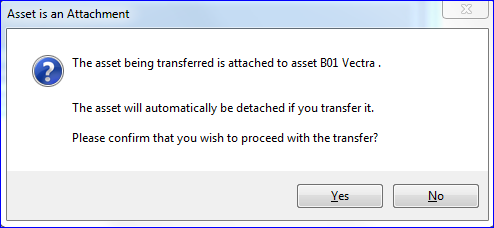 Asset is an Attachment
The asset being transferred is attached to asset B01 Vectra .
The asset will automatically be detached if you transfer it.
Please confirm that you wish to proceed with the transfer?
Yes
No